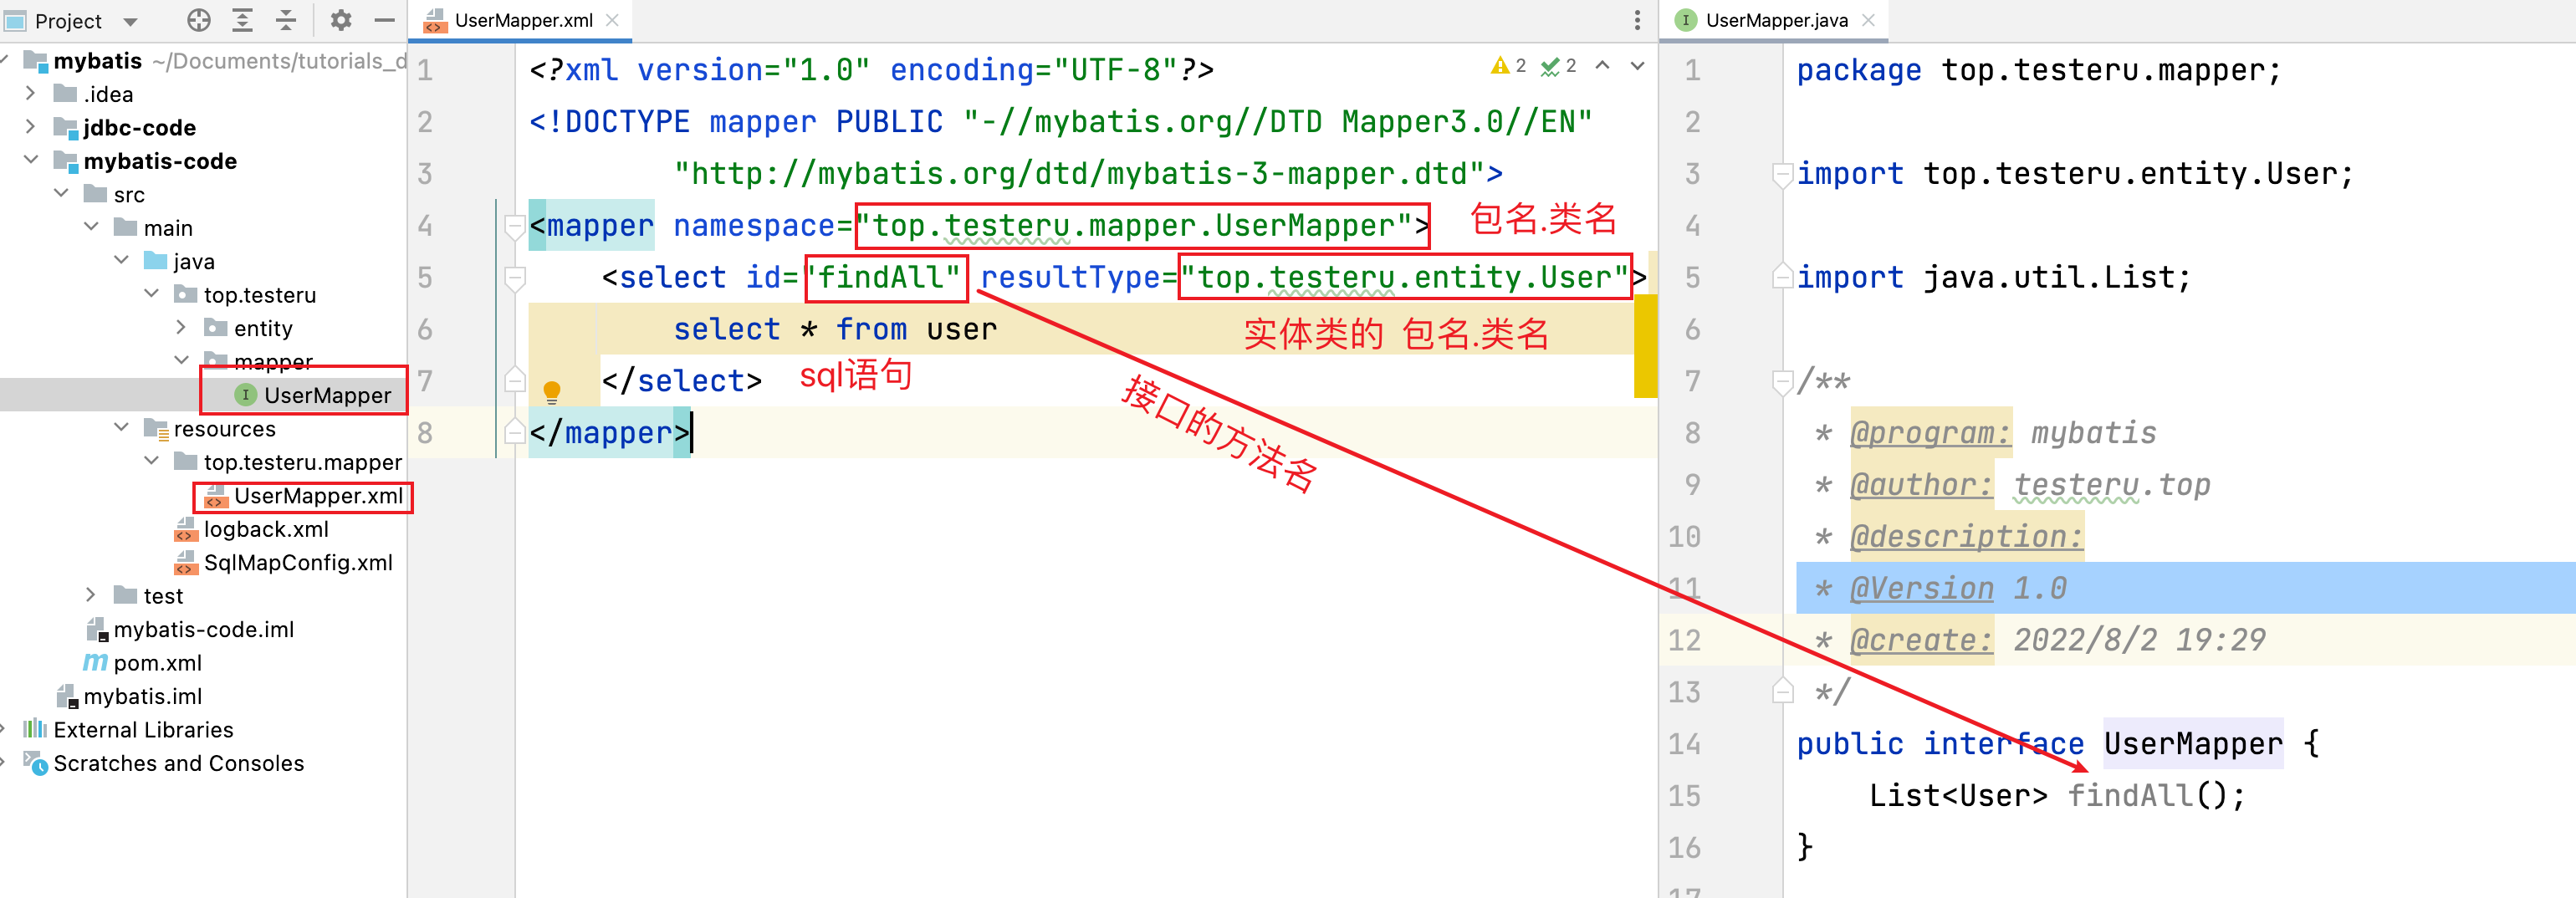 Project
mybatis ~/Documents/tutorials_d
.idea
jdbc-code
mybatis-code
src
main
java
top.testeru
entity
mapper
UserMapper
resources
top.testeru.mapper
UserMapper.xml
logback.xml
SqlMapConfig.xml
test
mybatis-code.iml
pom.xml
mybatis.iml
External Libraries
Scratches and Consoles
UserMapper.xml
2 2
1 <?xml version="1.0" encoding="UTF-8"?>
2 <!DOCTYPE mapper PUBLIC "-//mybatis.org//DTD Mapper3.0//EN"
3 "http://mybatis.org/dtd/mybatis-3-mapper.dtd">
4 <mapper namespace="top.testeru.mapper.UserMapper"> 包名.类名
5 <select id="findAll" resultType="top.testeru.entity.User">
6 select * from user 实体类的 包名.类名
7 </select> sql语句
接口的方法名
8 </mapper>
UserMapper.java
1 package top.testeru.mapper;
2
3 import top.testeru.entity.User;
4
5 import java.util.List;
6
7 /**
8 * @program: mybatis
9 * @author: testeru.top
10 * @description:
11 * @Version 1.0
12 * @create: 2022/8/2 19:29
13 */
14 public interface UserMapper {
15 List<User> findAll();
16 }
17